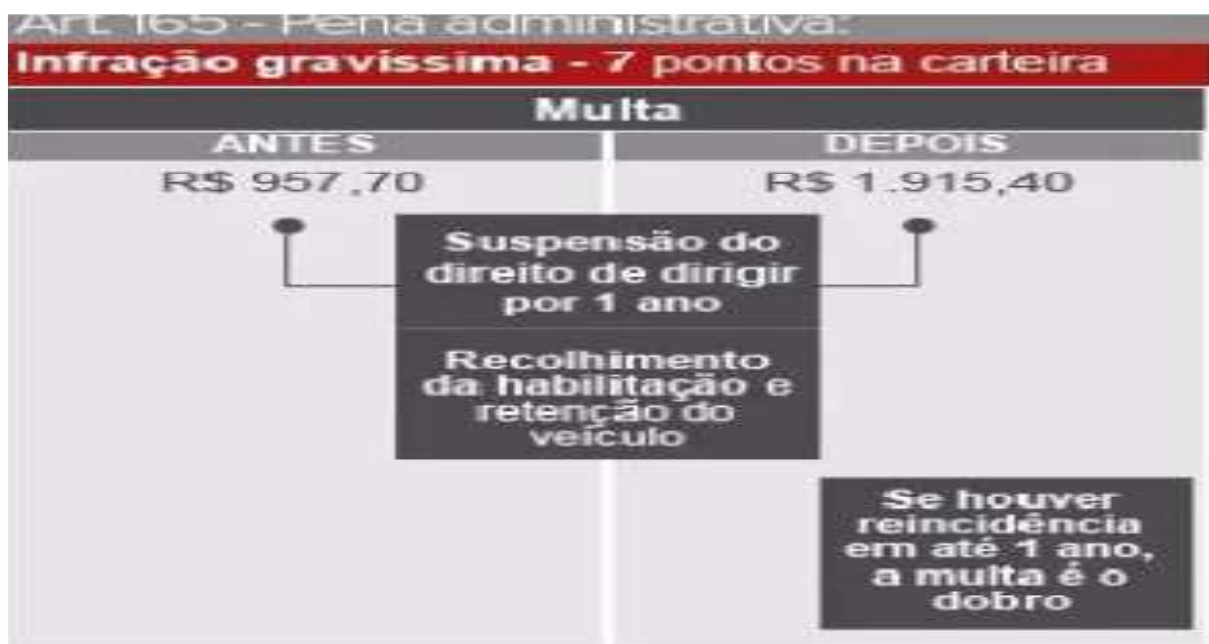 Art. 165 - Pena administrativa:
Infração gravíssima - 7 pontos na carteira
Multa
ANTES
DEPOIS
R$ 957,70
R$ 1.915,40
Suspensão do
direito de dirigir
por 1 ano
Recolhimento
da habilitação e
retenção do
veículo
Se houver
reincidência
em até 1 ano,
a multa é o
dobro